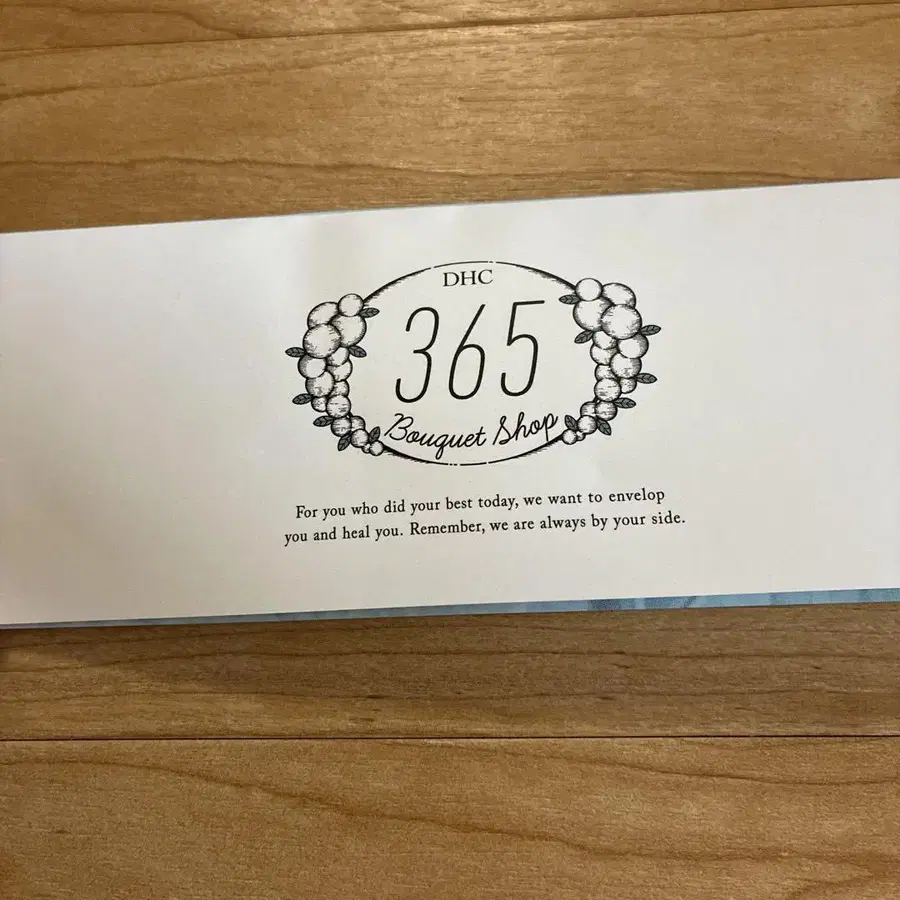 DHC
365
Bouquet Shop
For you who did your best today, we want to envelop
you and heal you. Remember, we are always by your side.